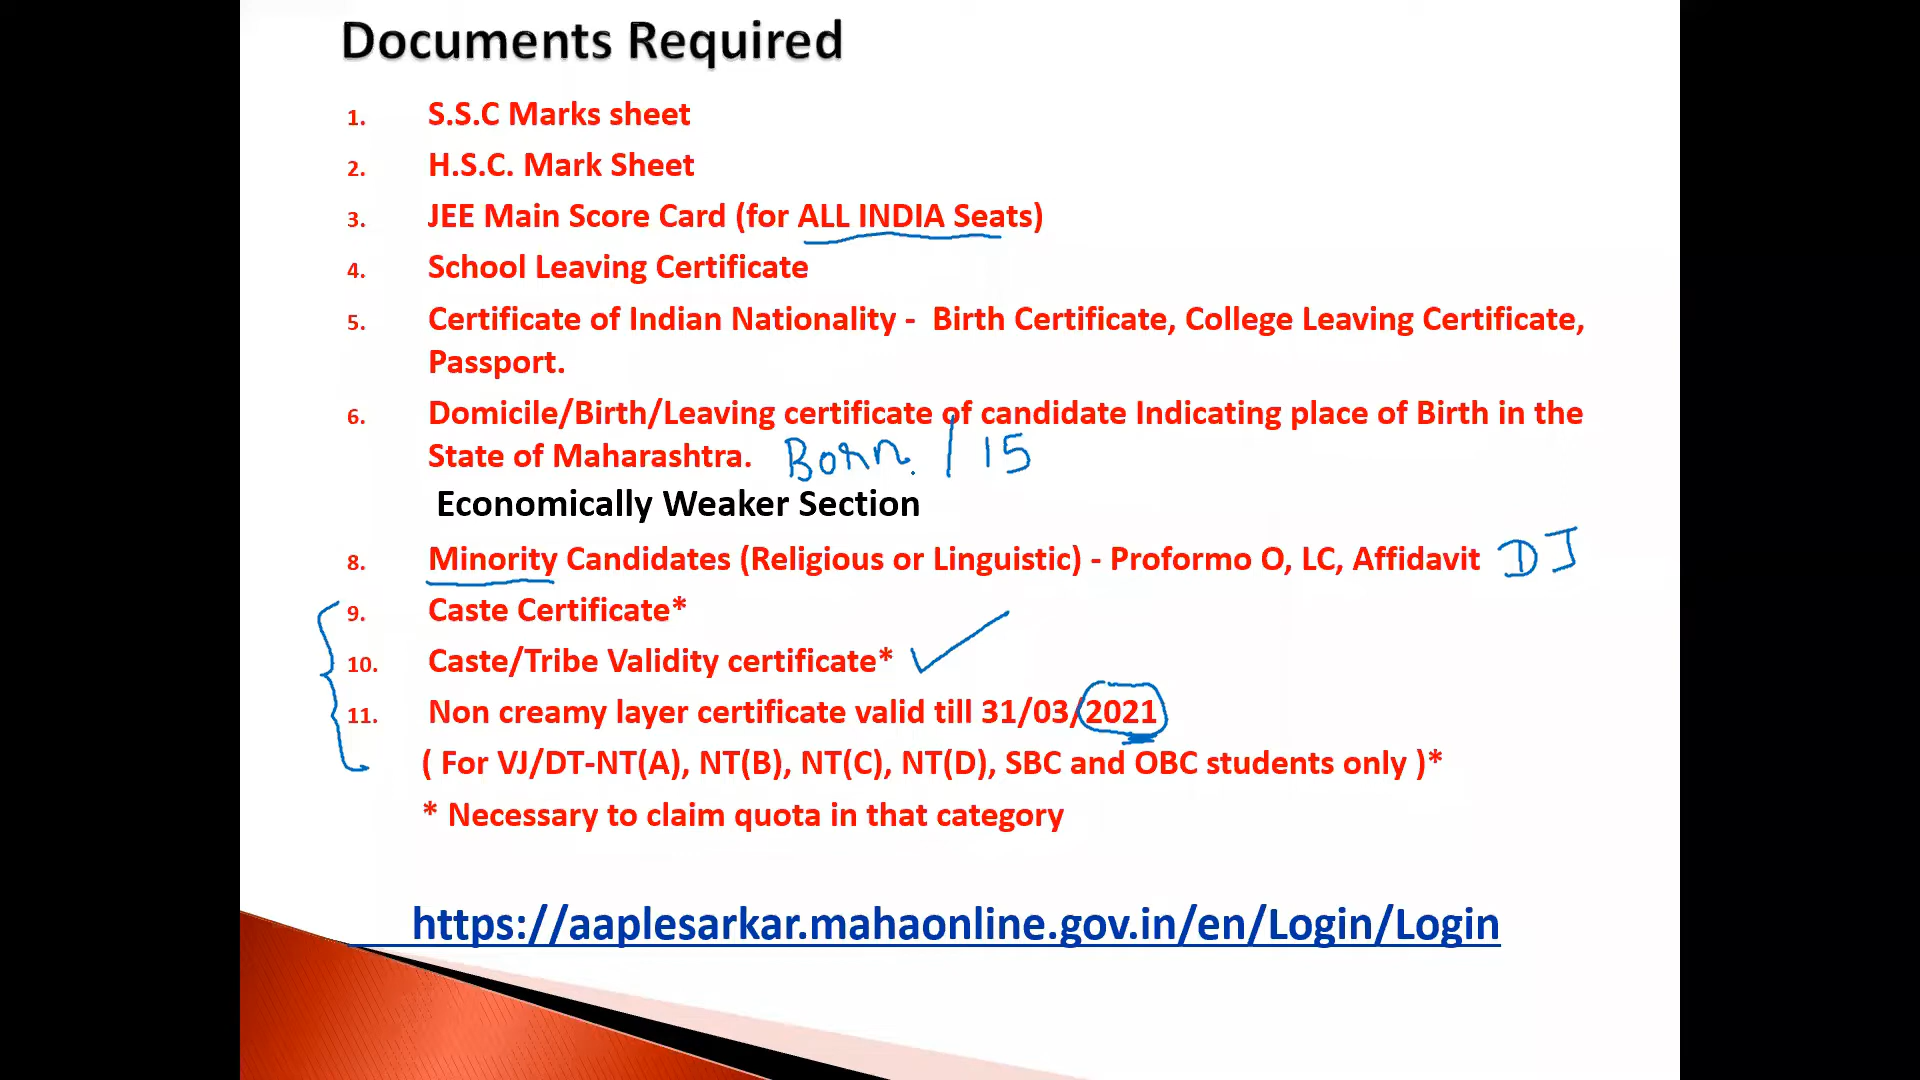 Documents Required
1. S.S.C Marks sheet
2. H.S.C. Mark Sheet
3. JEE Main Score Card (for ALL INDIA Seats)
4. School Leaving Certificate
5. Certificate of Indian Nationality - Birth Certificate, College Leaving Certificate,
Passport.
6. Domicile/Birth/Leaving certificate of candidate Indicating place of Birth in the
State of Maharashtra. Born. / 15
Economically Weaker Section
8. Minority Candidates (Religious or Linguistic) - Proformo O, LC, Affidavit DJ
9. Caste Certificate*
10. Caste/Tribe Validity certificate*
11. Non creamy layer certificate valid till 31/03/2021
( For VJ/DT-NT(A), NT(B), NT(C), NT(D), SBC and OBC students only )*
* Necessary to claim quota in that category
https://aaplesarkar.mahaonline.gov.in/en/Login/Login